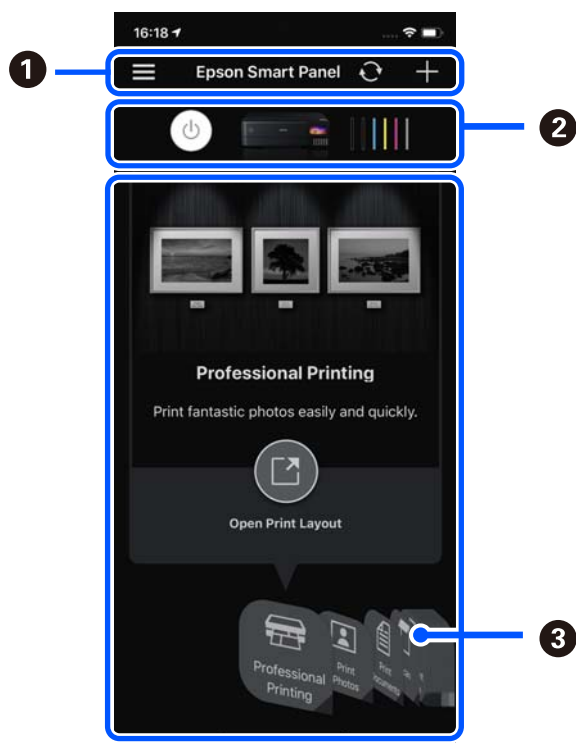 16:18
1
Epson Smart Panel
2
Professional Printing
Print fantastic photos easily and quickly.
Open Print Layout
3
Professional
Printing
Print
Photos
Print